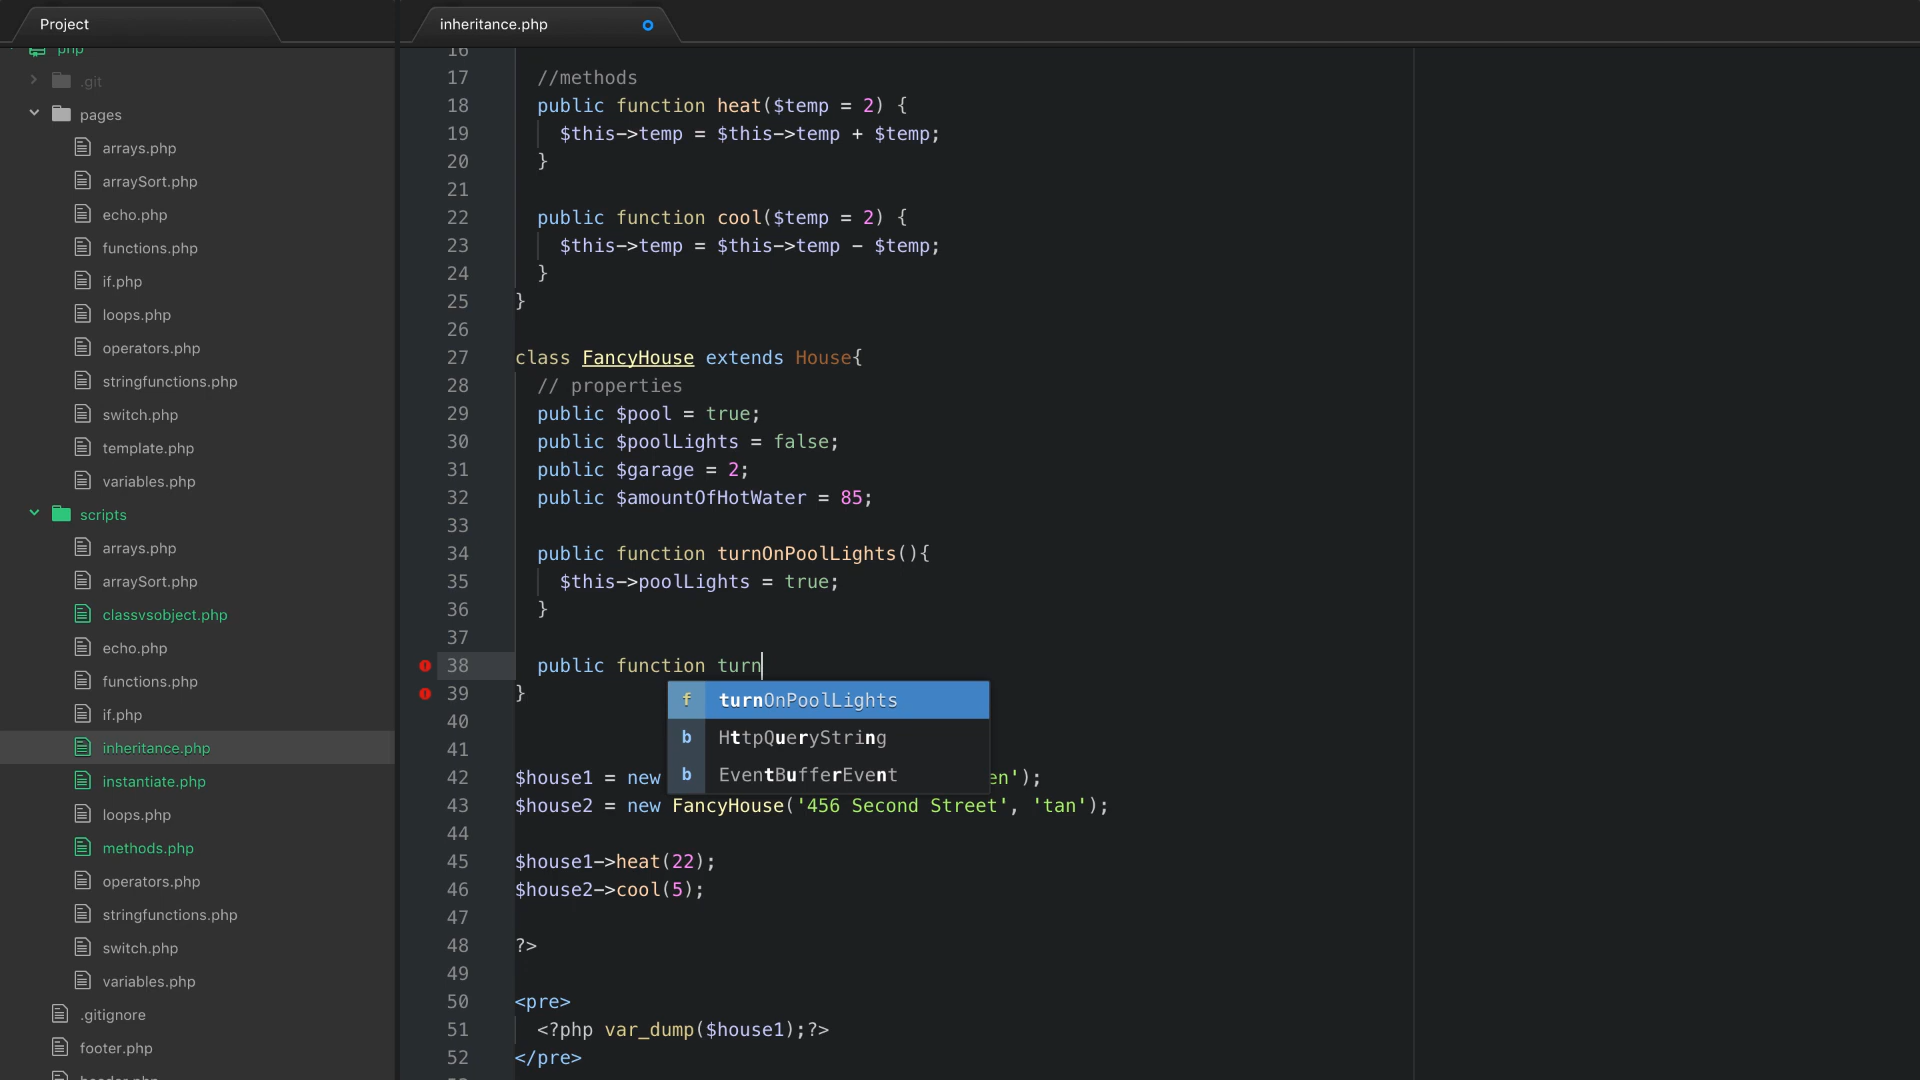 Project
php
.git
pages
arrays.php
arraySort.php
echo.php
functions.php
if.php
loops.php
operators.php
stringfunctions.php
switch.php
template.php
variables.php
scripts
arrays.php
arraySort.php
classvsobject.php
echo.php
functions.php
if.php
inheritance.php
instantiate.php
loops.php
methods.php
operators.php
stringfunctions.php
switch.php
variables.php
.gitignore
footer.php
header.php
inheritance.php
16
17 //methods
18 public function heat($temp = 2) {
19 $this->temp = $this->temp + $temp;
20 }
21
22 public function cool($temp = 2) {
23 $this->temp = $this->temp - $temp;
24 }
25 }
26
27 class FancyHouse extends House{
28 // properties
29 public $pool = true;
30 public $poolLights = false;
31 public $garage = 2;
32 public $amountOfHotWater = 85;
33
34 public function turnOnPoolLights(){
35 $this->poolLights = true;
36 }
37
38 public function turn
39 }
f turnOnPoolLights
b HttpQueryString
b EventBufferEvent
40
41
42 $house1 = new en');
43 $house2 = new FancyHouse('456 Second Street', 'tan');
44
45 $house1->heat(22);
46 $house2->cool(5);
47
48 ?>
49
50 <pre>
51 <?php var_dump($house1);?>
52 </pre>